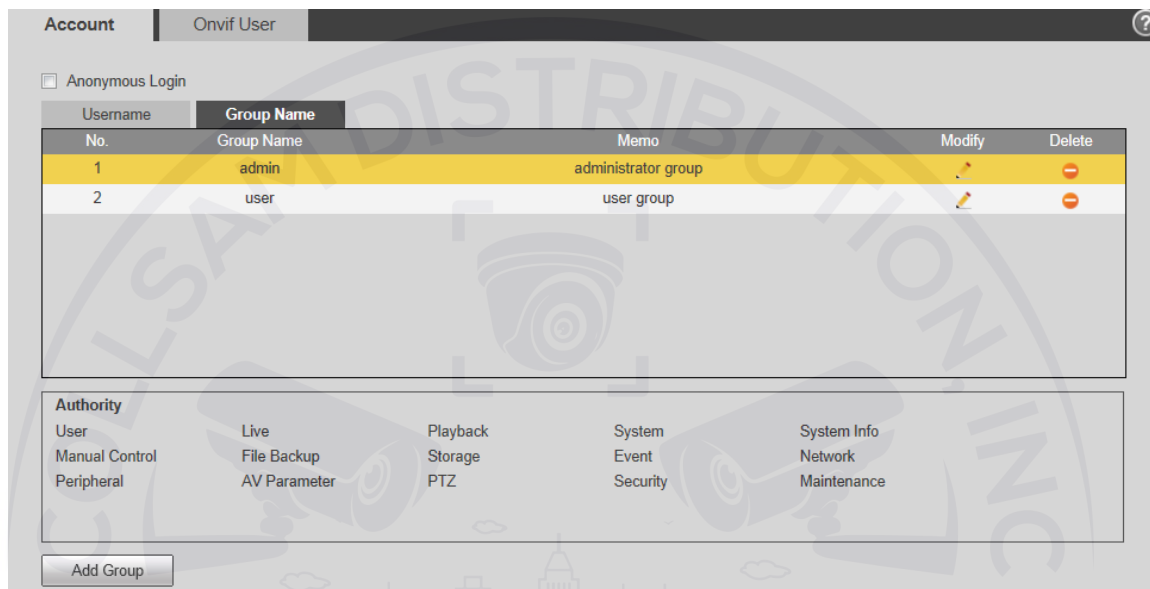 Account Onvif User ?
Anonymous Login
Username Group Name
No. Group Name Memo Modify Delete
1 admin administrator group
2 user user group
Authority
User Live Playback System System Info
Manual Control File Backup Storage Event Network
Peripheral AV Parameter PTZ Security Maintenance
Add Group
COLLSAM DISTRIBUTION, INC